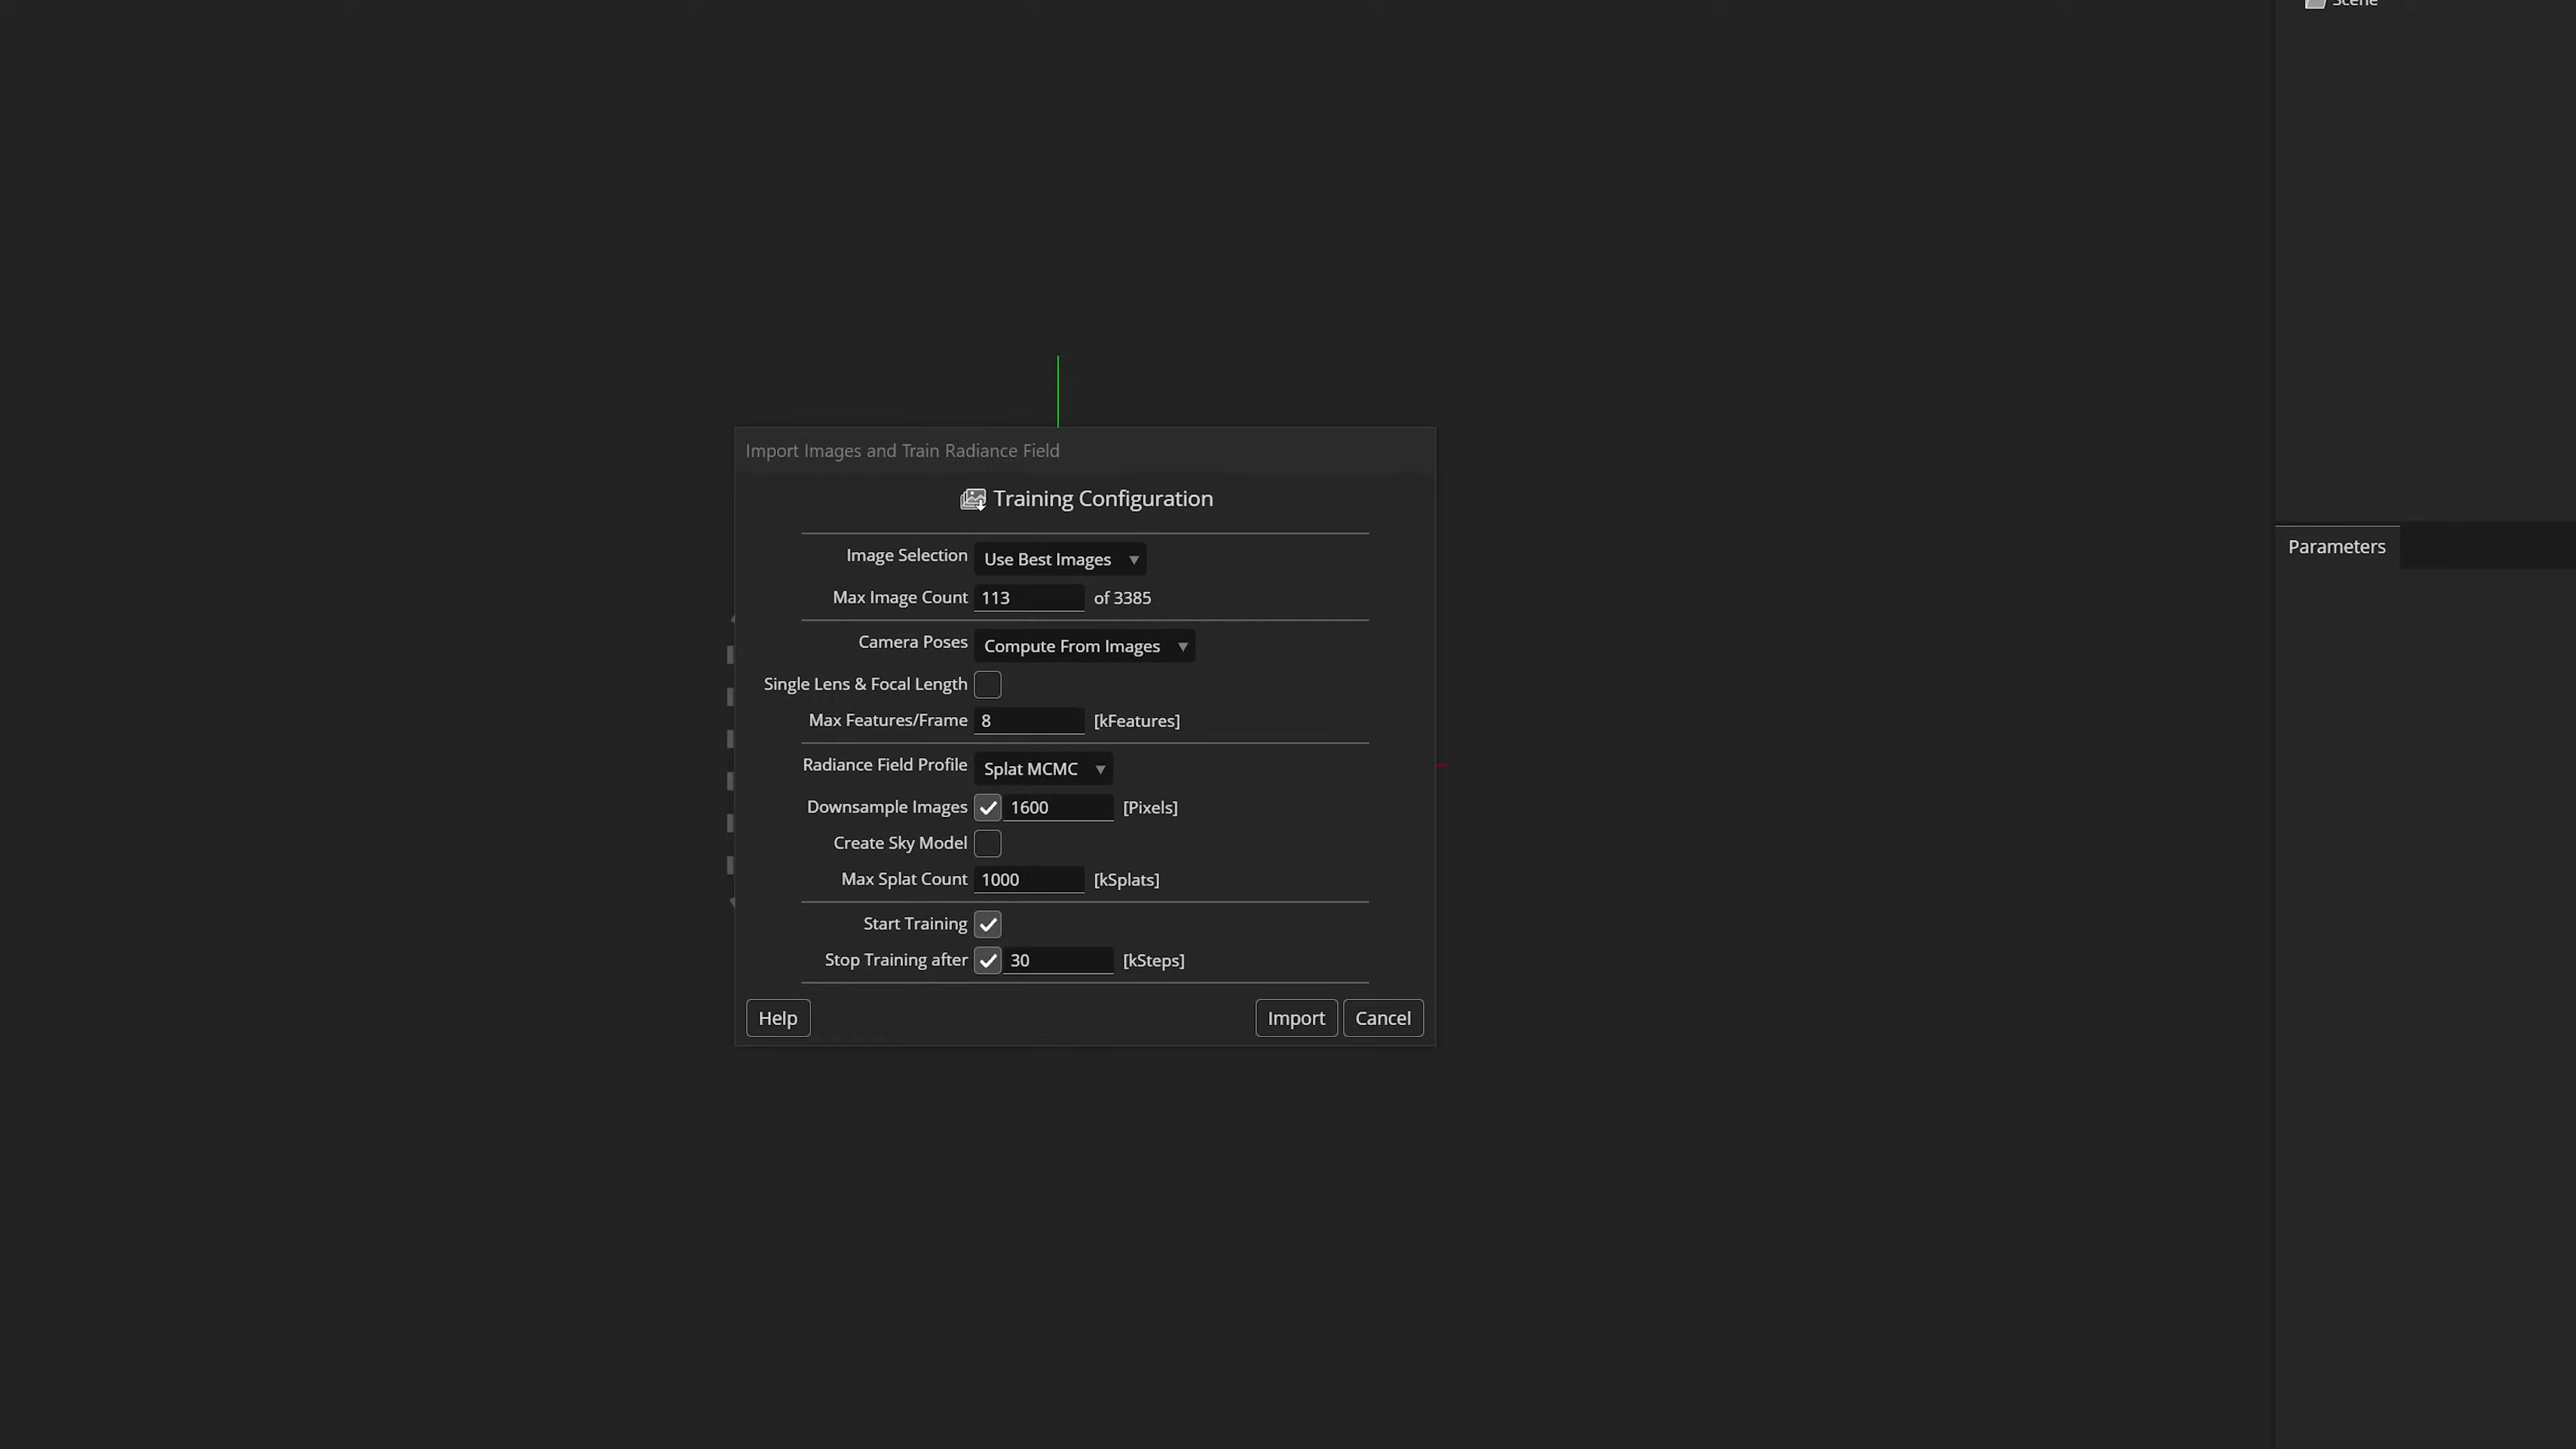 Scene
Import Images and Train Radiance Field
Training Configuration
Image Selection Use Best Images
Max Image Count 113 of 3385
Camera Poses Compute From Images
Single Lens & Focal Length
Max Features/Frame 8 [kFeatures]
Radiance Field Profile Splat MCMC
Downsample Images 1600 [Pixels]
Create Sky Model
Max Splat Count 1000 [kSplats]
Start Training
Stop Training after 30 [kSteps]
Help Import Cancel
Parameters